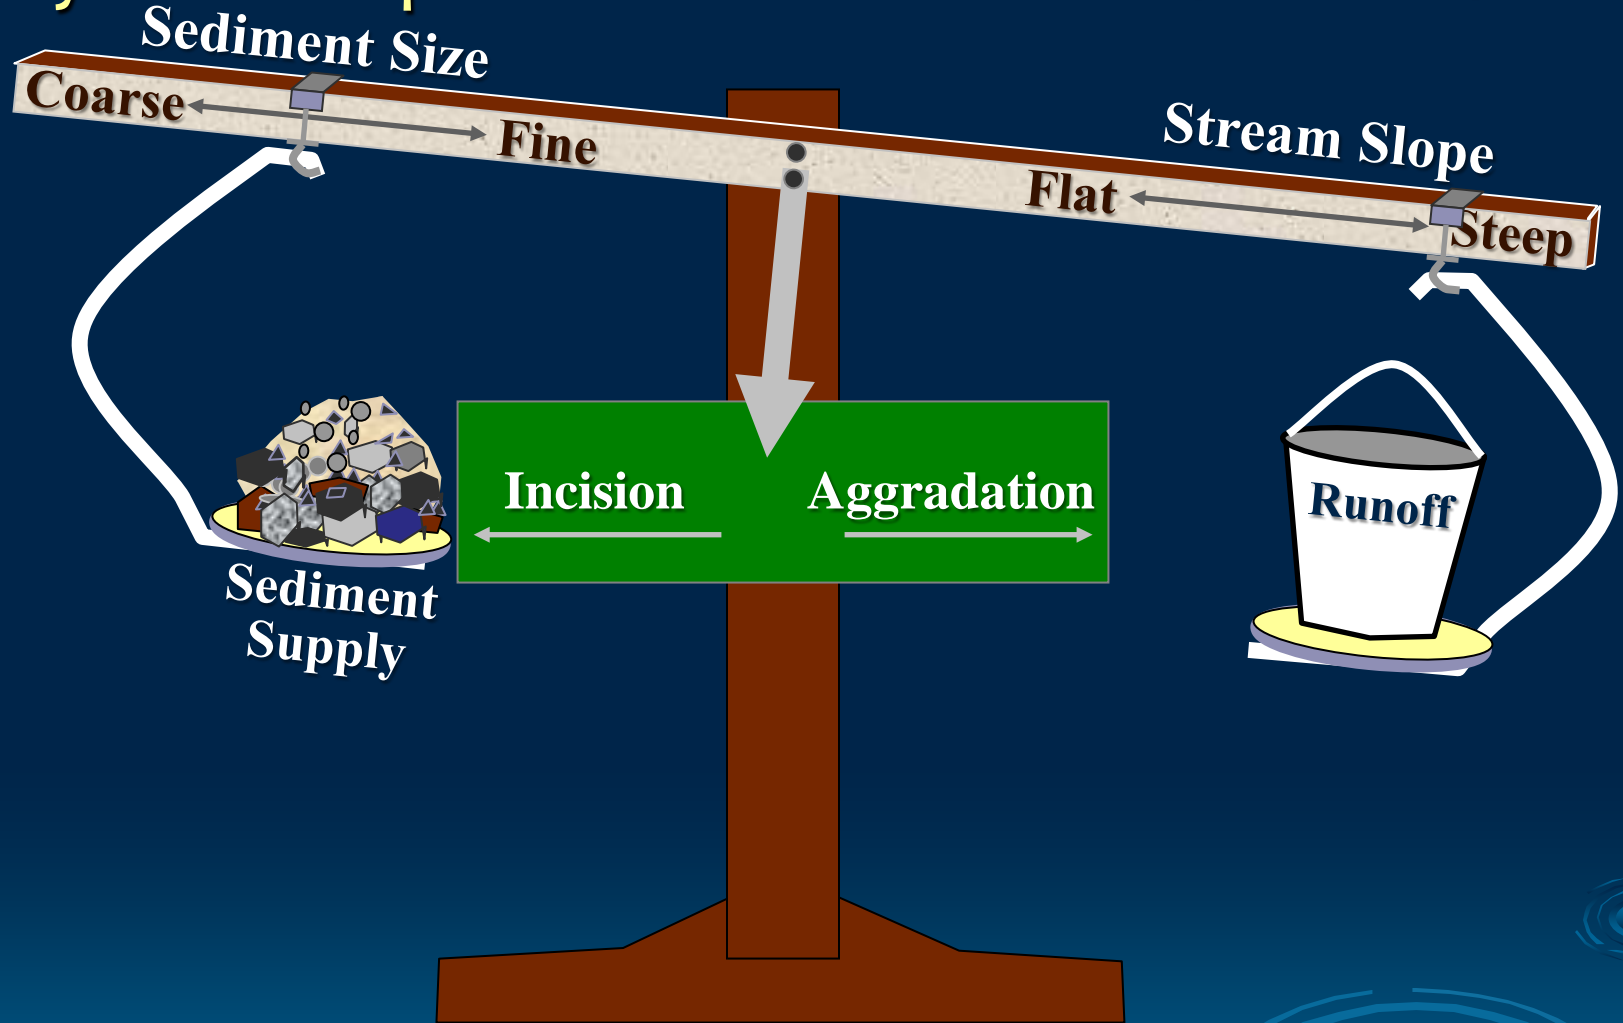 Sediment Size
Coarse
Fine
Stream Slope
Flat
Steep
Incision
Aggradation
Runoff
Sediment
Supply